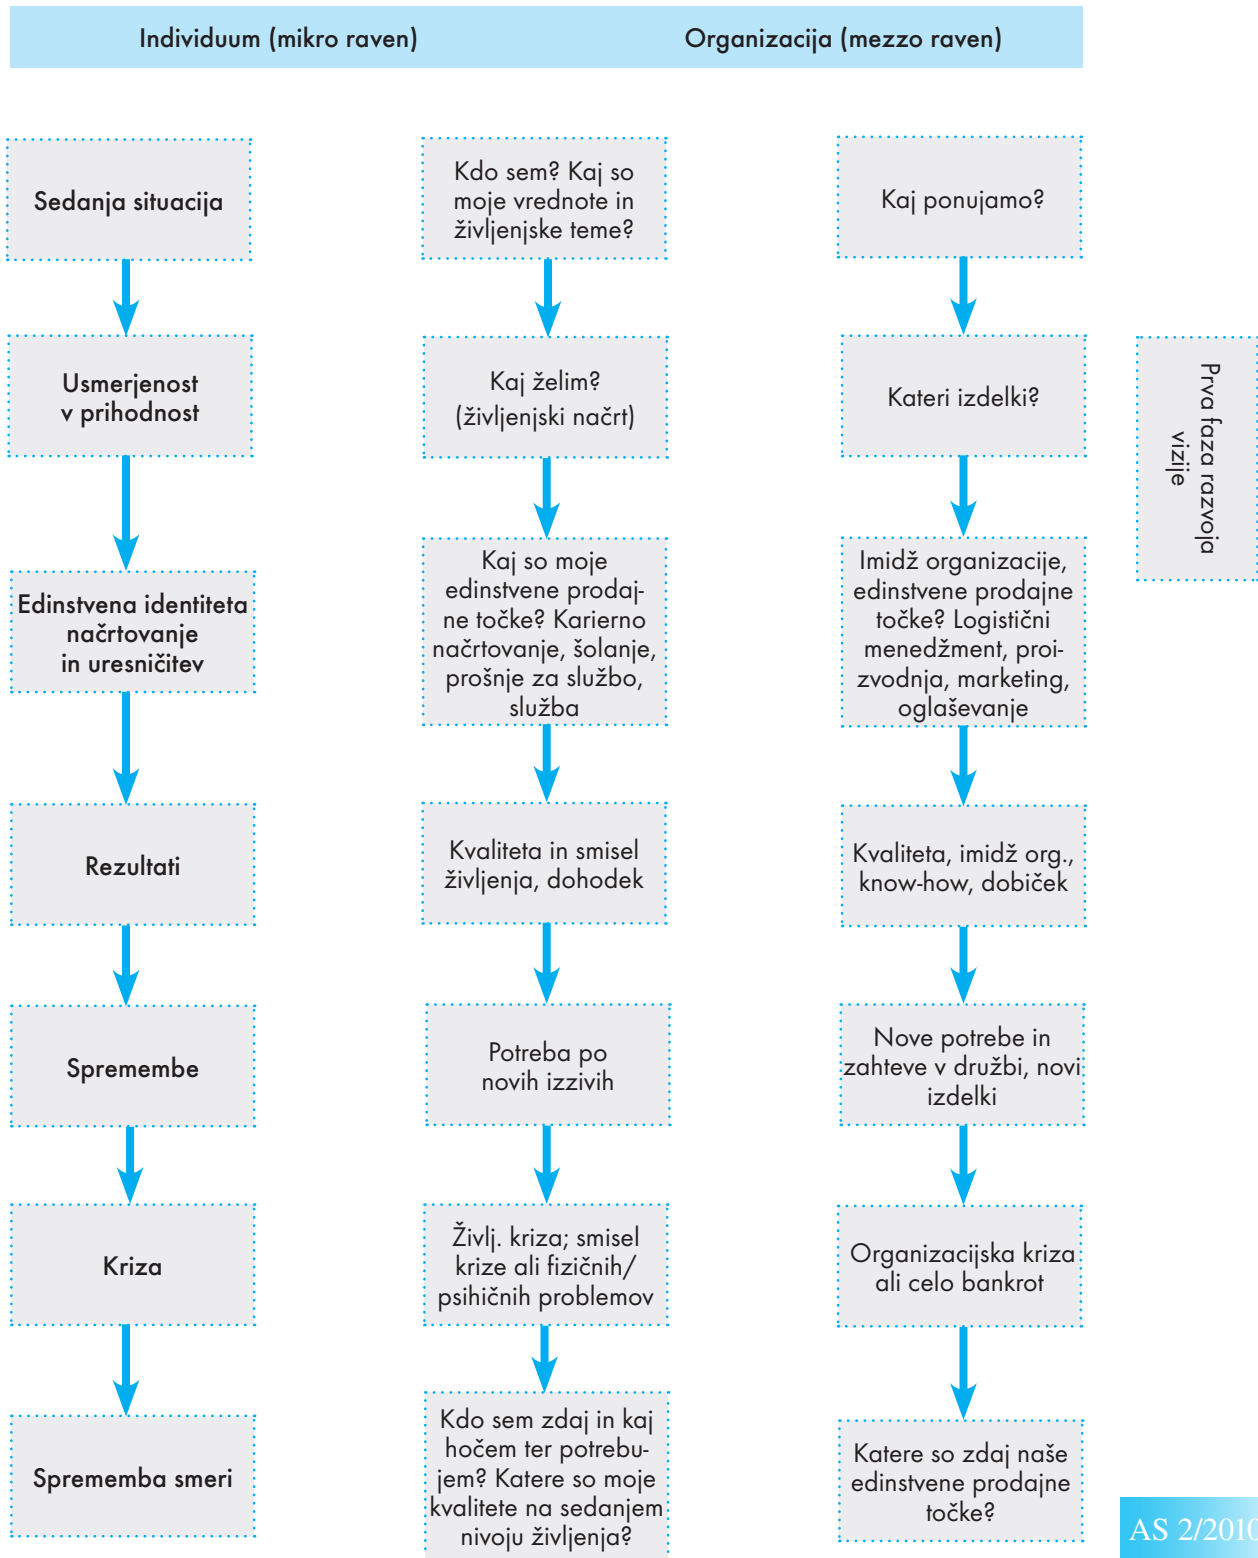 Individuum (mikro raven)
Organizacija (mezzo raven)
Sedanja situacija
Kdo sem? Kaj so
moje vrednote in
življenjske teme?
Kaj ponujamo?
Usmerjenost
v prihodnost
Kaj želim?
(življenjski načrt)
Kateri izdelki?
Prva faza razvoja
vizije
Edinstvena identiteta
načrtovanje
in uresničitev
Kaj so moje
edinstvene prodaj-
ne točke? Karierno
načrtovanje, šolanje,
prošnje za službo,
služba
Imidž organizacije,
edinstvene prodajne
točke? Logistični
menedžment, proi-
zvodnja, marketing,
oglaševanje
Rezultati
Kvaliteta in smisel
življenja, dohodek
Kvaliteta, imidž org.,
know-how, dobiček
Spremembe
Potreba po
novih izzivih
Nove potrebe in
zahteve v družbi, novi
izdelki
Kriza
Življ. kriza; smisel
krize ali fizičnih/
psihičnih problemov
Organizacijska kriza
ali celo bankrot
Sprememba smeri
Kdo sem zdaj in kaj
hočem ter potrebu-
jem? Katere so moje
kvalitete na sedanjem
nivoju življenja?
Katere so zdaj naše
edinstvene prodajne
točke?
AS 2/2010